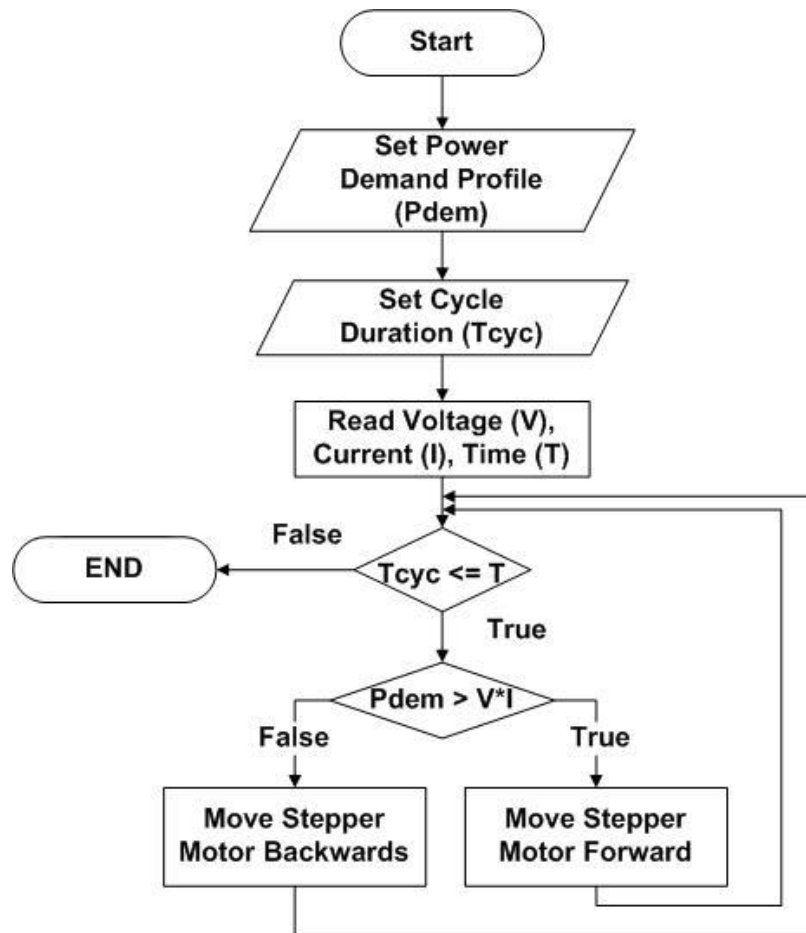 Start
Set Power
Demand Profile
(Pdem)
Set Cycle
Duration (Tcyc)
Read Voltage (V),
Current (I), Time (T)
False
END
Tcyc <= T
True
Pdem > V*I
False
True
Move Stepper
Motor Backwards
Move Stepper
Motor Forward